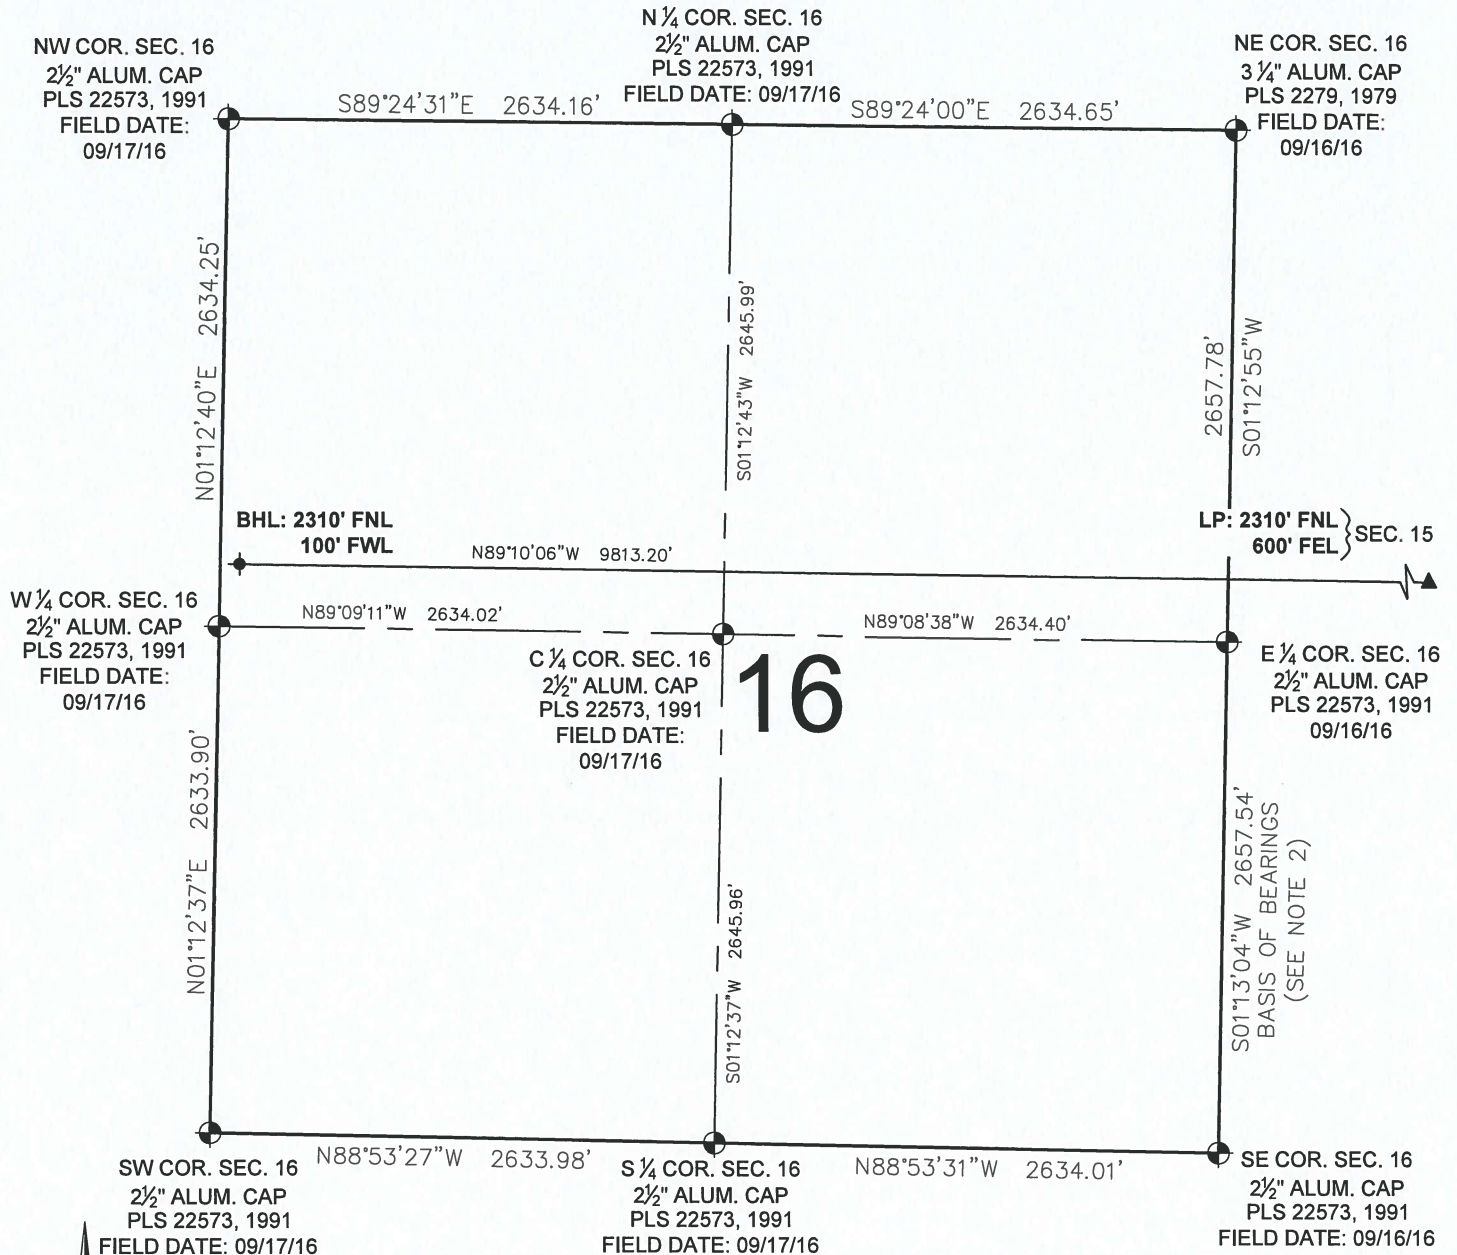 N ¼ COR. SEC. 16
2½" ALUM. CAP
PLS 22573, 1991
FIELD DATE: 09/17/16
NW COR. SEC. 16
2½" ALUM. CAP
PLS 22573, 1991
FIELD DATE:
09/17/16
NE COR. SEC. 16
3 ¼" ALUM. CAP
PLS 2279, 1979
FIELD DATE:
09/16/16
S89°24'31"E 2634.16'
S89°24'00"E 2634.65'
N01°12'40"E 2634.25'
S01°12'43"W 2645.99'
2657.78'
S01°12'55"W
BHL: 2310' FNL
100' FWL
N89°10'06"W 9813.20'
LP: 2310' FNL
600' FEL
SEC. 15
W ¼ COR. SEC. 16
2½" ALUM. CAP
PLS 22573, 1991
FIELD DATE:
09/17/16
N89°09'11"W 2634.02'
N89°08'38"W 2634.40'
C ¼ COR. SEC. 16
2½" ALUM. CAP
PLS 22573, 1991
FIELD DATE:
09/17/16
16
E ¼ COR. SEC. 16
2½" ALUM. CAP
PLS 22573, 1991
09/16/16
N01°12'37"E 2633.90'
S01°12'37"W 2645.96'
S01°13'04"W 2657.54'
BASIS OF BEARINGS
(SEE NOTE 2)
N88°53'27"W 2633.98'
N88°53'31"W 2634.01'
SW COR. SEC. 16
2½" ALUM. CAP
PLS 22573, 1991
FIELD DATE: 09/17/16
S ¼ COR. SEC. 16
2½" ALUM. CAP
PLS 22573, 1991
FIELD DATE: 09/17/16
SE COR. SEC. 16
2½" ALUM. CAP
PLS 22573, 1991
FIELD DATE: 09/16/16